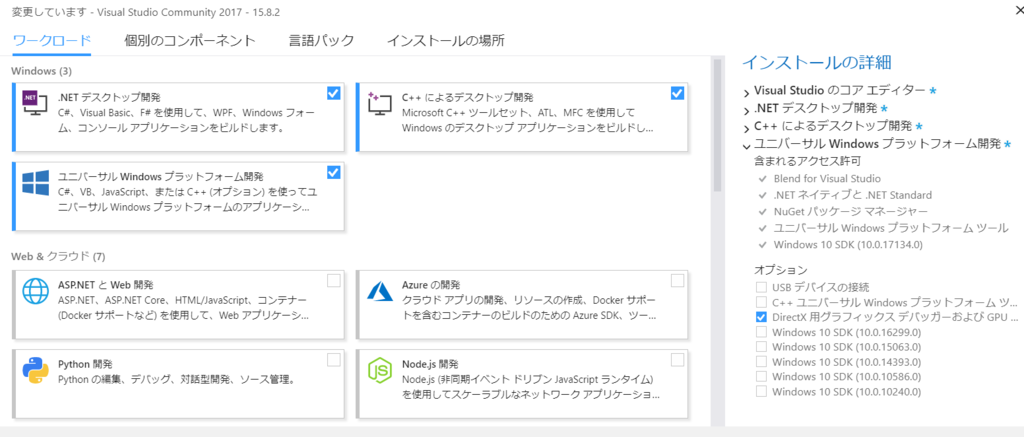 変更しています - Visual Studio Community 2017 - 15.8.2
ワークロード 個別のコンポーネント 言語パック インストールの場所
Windows (3)
.NET デスクトップ開発
C#、Visual Basic、F# を使用して、WPF、Windows フォー
ム、コンソール アプリケーションをビルドします。
C++ によるデスクトップ開発
Microsoft C++ ツールセット、ATL、MFC を使用して
Windows のデスクトップ アプリケーションをビルドし...
ユニバーサル Windows プラットフォーム開発
C#、VB、JavaScript、または C++ (オプション) を使ってユ
ニバーサル Windows プラットフォームのアプリケーシ...
Web & クラウド (7)
ASP.NET と Web 開発
ASP.NET、ASP.NET Core、HTML/JavaScript、コンテナー
(Docker サポートなど) を使用して、Web アプリケーシ...
Azure の開発
クラウド アプリの開発、リソースの作成、Docker サポー
トを含むコンテナーのビルドのための Azure SDK、ツー...
Python 開発
Python の編集、デバッグ、対話型開発、ソース管理。
Node.js 開発
Node.js (非同期イベント ドリブン JavaScript ランタイム)
を使用してスケーラブルなネットワーク アプリケーショ...
インストールの詳細
Visual Studio のコア エディター *
.NET デスクトップ開発 *
C++ によるデスクトップ開発 *
ユニバーサル Windows プラットフォーム開発 *
含まれるアクセス許可
Blend for Visual Studio
.NET ネイティブと .NET Standard
NuGet パッケージ マネージャー
ユニバーサル Windows プラットフォーム ツール
Windows 10 SDK (10.0.17134.0)
オプション
USB デバイスの接続
C++ ユニバーサル Windows プラットフォーム ツ...
DirectX 用グラフィックス デバッガーおよび GPU ...
Windows 10 SDK (10.0.16299.0)
Windows 10 SDK (10.0.15063.0)
Windows 10 SDK (10.0.14393.0)
Windows 10 SDK (10.0.10586.0)
Windows 10 SDK (10.0.10240.0)